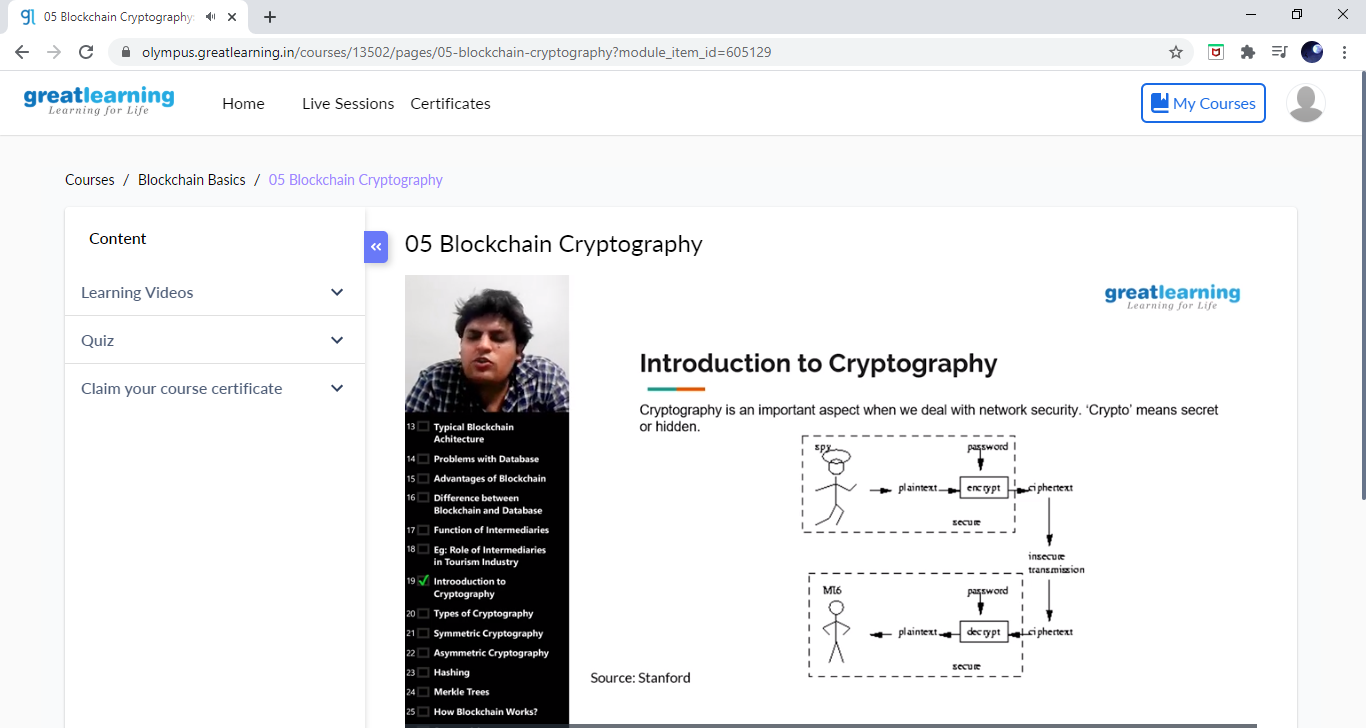 05 Blockchain Cryptography
olympus.greatlearning.in/courses/13502/pages/05-blockchain-cryptography?module_item_id=605129
greatlearning
Learning for Life
Home
Live Sessions
Certificates
My Courses
Courses / Blockchain Basics / 05 Blockchain Cryptography
Content
Learning Videos
Quiz
Claim your course certificate
05 Blockchain Cryptography
13 Typical Blockchain
Achitecture
14 Problems with Database
15 Advantages of Blockchain
16 Difference between
Blockchain and Database
17 Function of Intermediaries
18 Eg: Role of Intermediaries
in Tourism Industry
19 Introoduction to
Cryptography
20 Types of Cryptography
21 Symmetric Cryptography
22 Asymmetric Cryptography
23 Hashing
24 Merkle Trees
25 How Blockchain Works?
greatlearning
Learning for Life
Introduction to Cryptography
Cryptography is an important aspect when we deal with network security. ‘Crypto’ means secret
or hidden.
spy
password
plaintext
encrypt
ciphertext
secure
insecure
transmission
MI6
password
plaintext
decrypt
ciphertext
secure
Source: Stanford